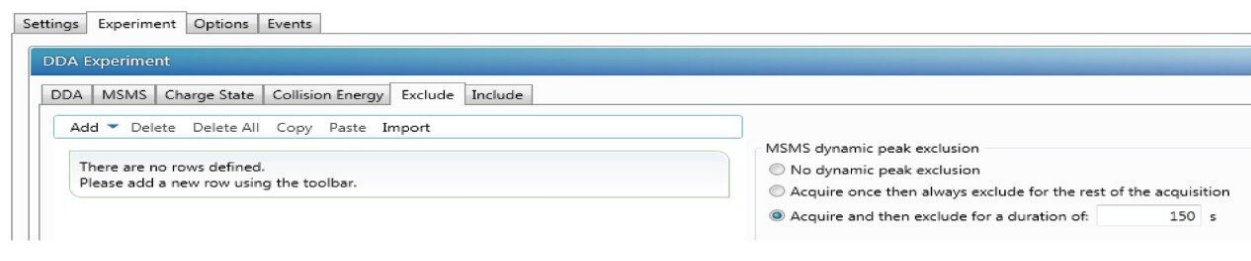 Settings Experiment Options Events
DDA Experiment
DDA MSMS Charge State Collision Energy Exclude Include
Add Delete Delete All Copy Paste Import
There are no rows defined.
Please add a new row using the toolbar.
MSMS dynamic peak exclusion
No dynamic peak exclusion
Acquire once then always exclude for the rest of the acquisition
Acquire and then exclude for a duration of: 150 s